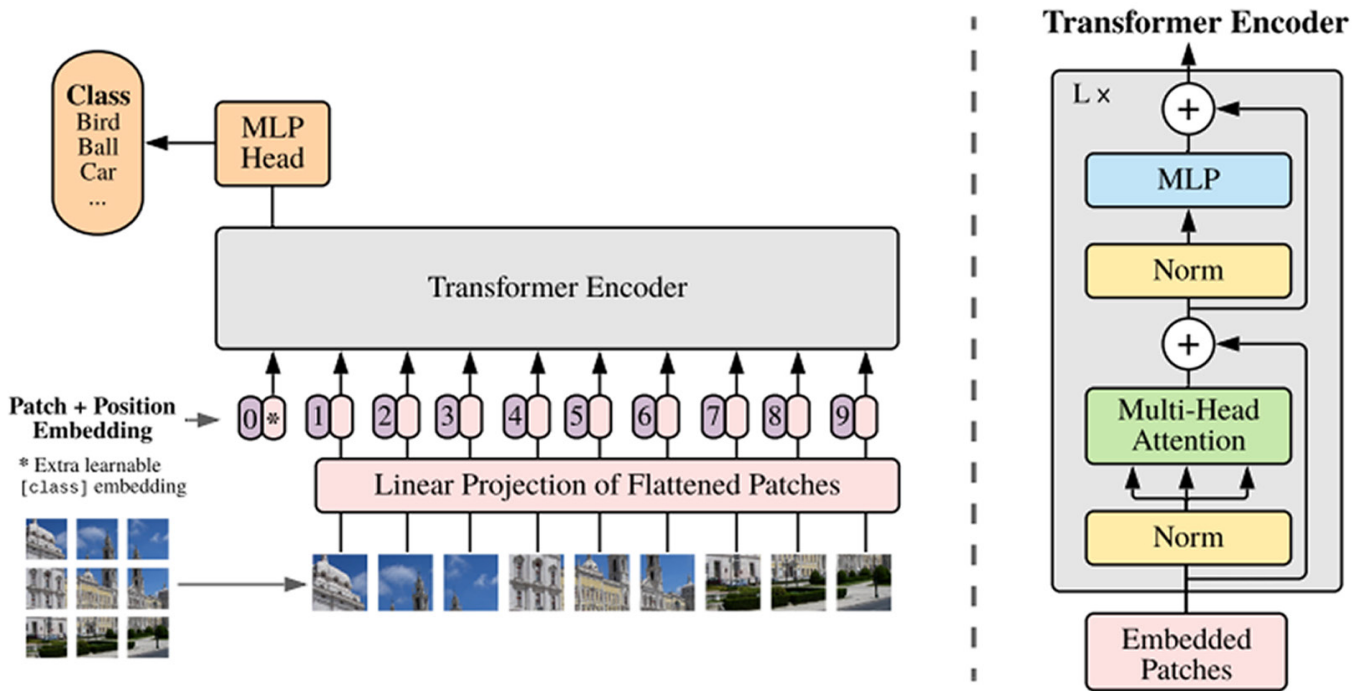 Transformer Encoder
L ×
+
MLP
Norm
+
Multi-Head
Attention
Norm
Embedded
Patches
Class
Bird
Ball
Car
...
MLP
Head
Transformer Encoder
Patch + Position
Embedding
0 * 1 2 3 4 5 6 7 8 9
* Extra learnable
[class] embedding
Linear Projection of Flattened Patches